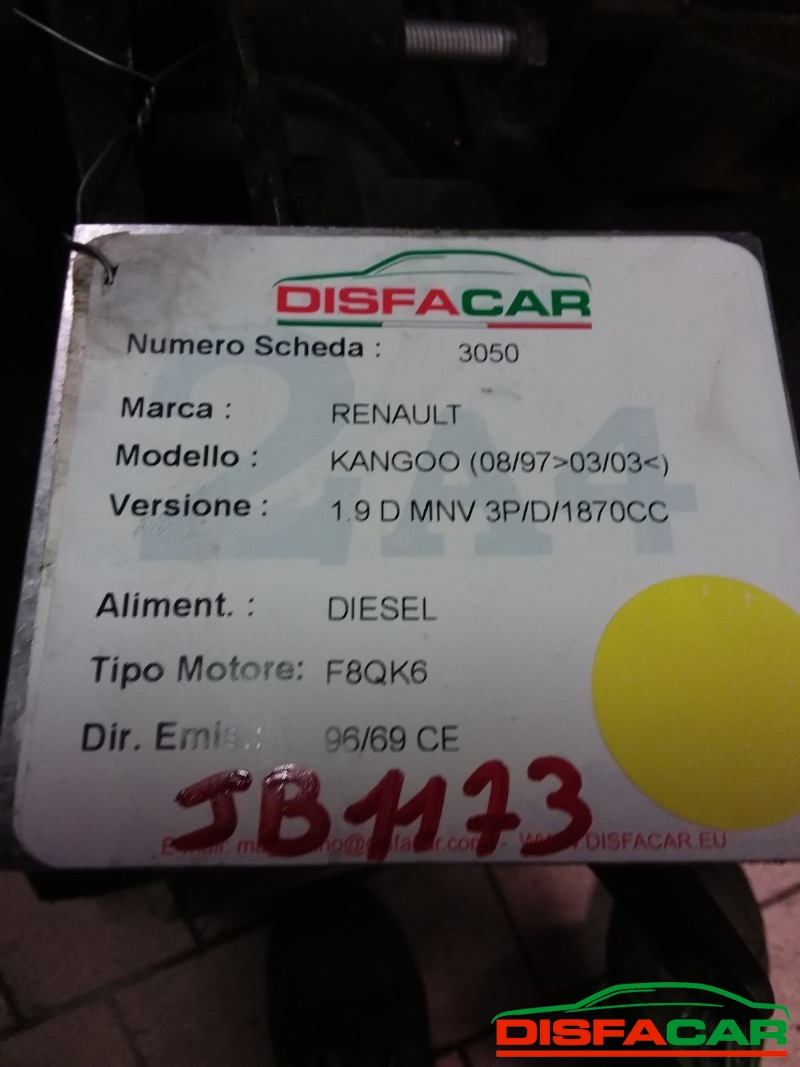 DISFACAR
Numero Scheda : 3050
Marca : RENAULT
Modello : KANGOO (08/97>03/03<)
Versione : 1.9 D MNV 3P/D/1870CC
2A4
Aliment. : DIESEL
Tipo Motore: F8QK6
Dir. Emis.: 96/69 CE
JB1173
.DISFACAR.EU
DISFACAR